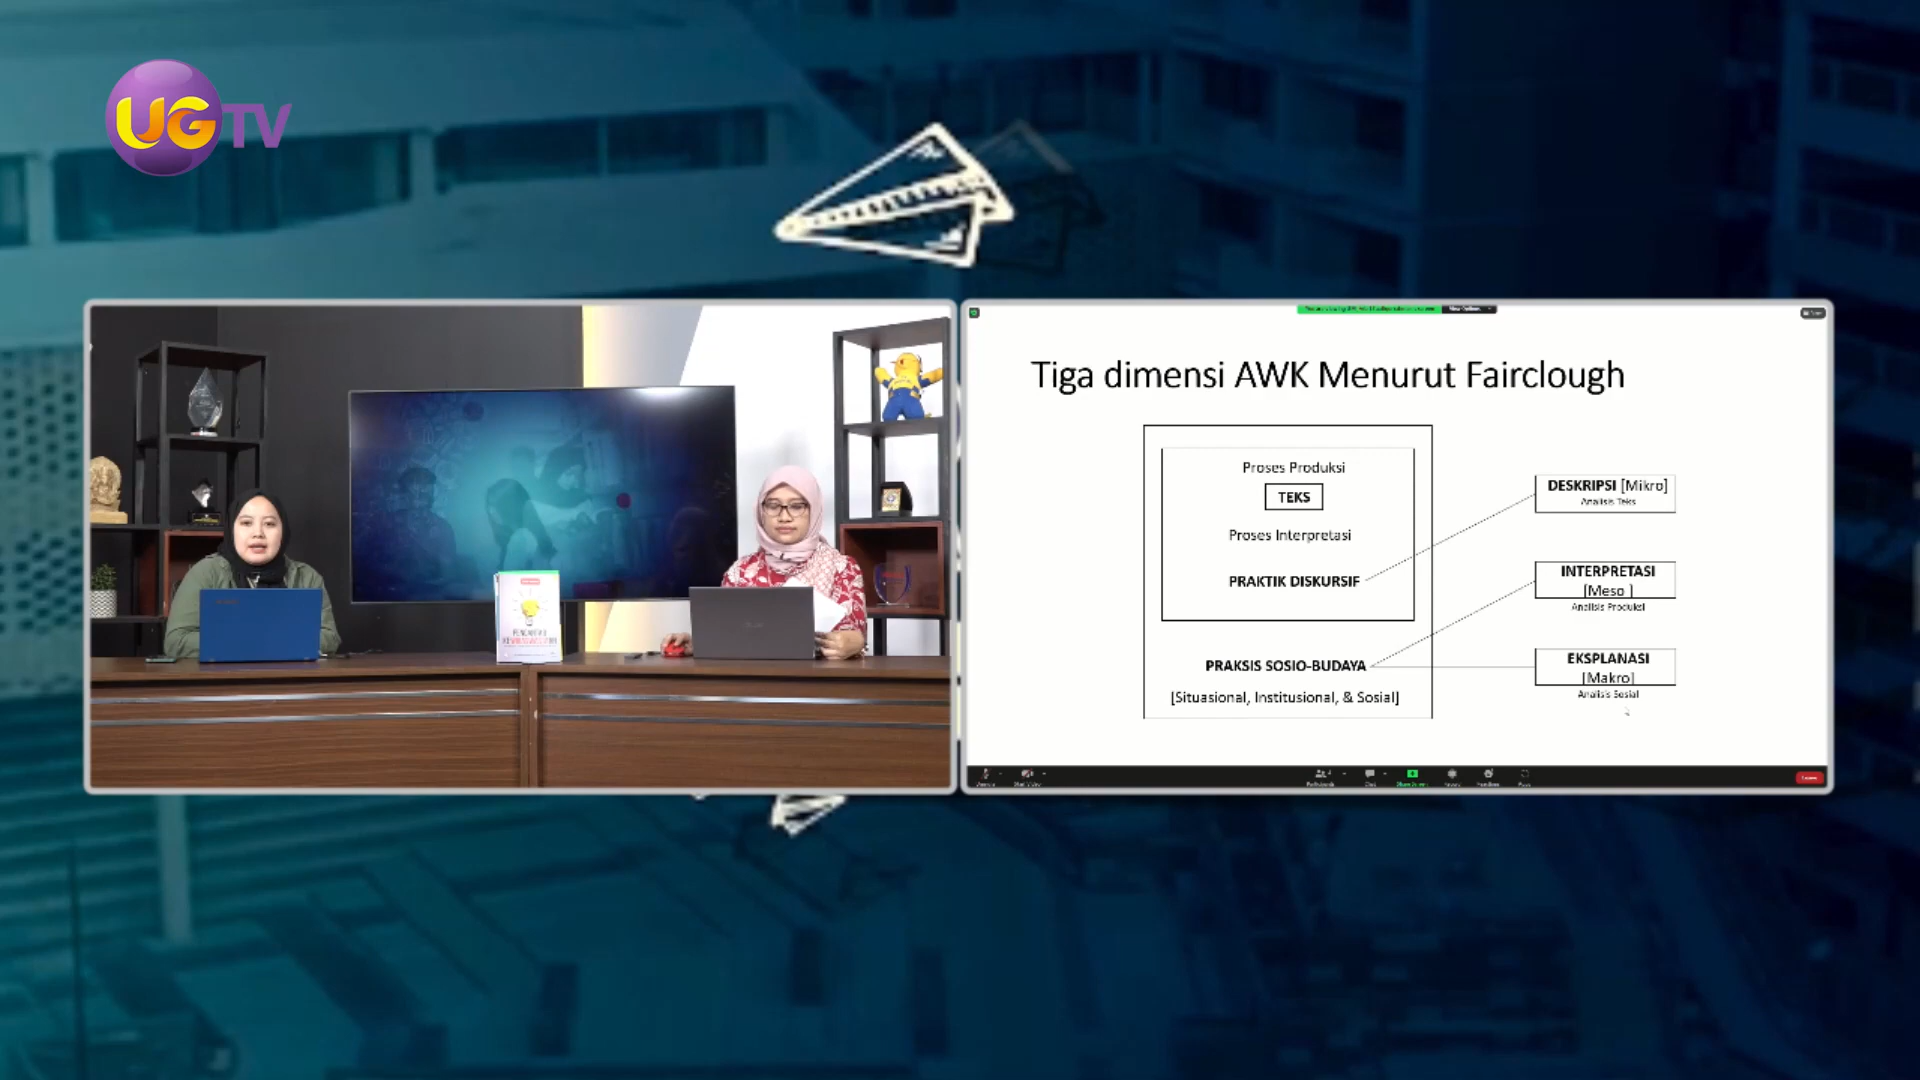 UGTV
Tiga dimensi AWK Menurut Fairclough
Proses Produksi
TEKS
Proses Interpretasi
PRAKTIK DISKURSIF
PRAKSIS SOSIO-BUDAYA
[Situasional, Institusional, & Sosial]
DESKRIPSI [Mikro]
Analisis Teks
INTERPRETASI
[Meso ]
Analisis Produksi
EKSPLANASI
[Makro]
Analisis Sosial
PENGANTAR